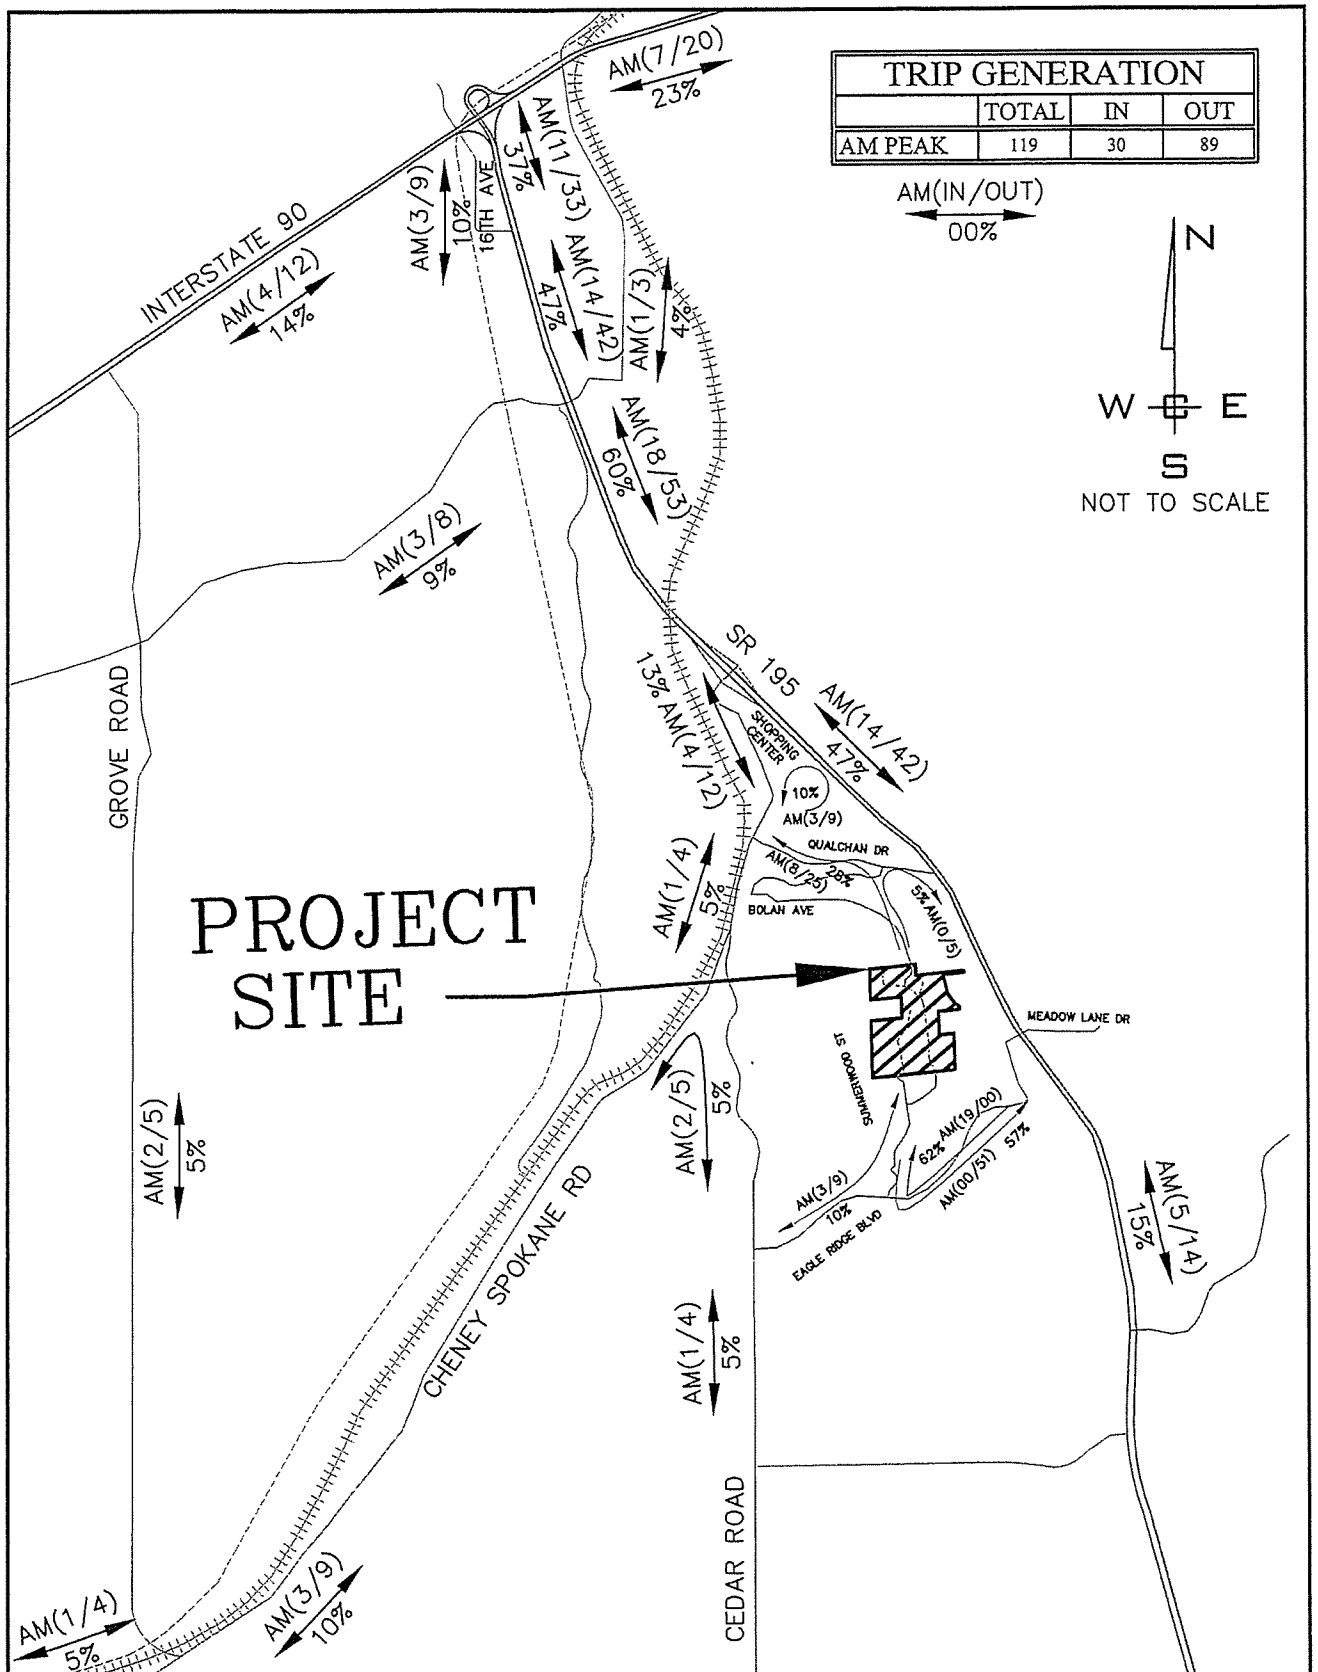 AM(7/20)
23%
TRIP GENERATION
TOTAL IN OUT
AM PEAK 119 30 89
AM(IN/OUT)
00%
N
W E
S
NOT TO SCALE
AM(11/33)
37%
AM(3/9)
10%
16TH AVE
INTERSTATE 90
AM(4/12)
14%
AM(14/42)
47%
AM(1/3)
4%
AM(18/53)
60%
AM(3/8)
9%
GROVE ROAD
SR 195
13% AM(4/12)
SHOPPING
CENTER
AM(14/42)
47%
10%
AM(3/9)
QUALCHAN DR
AM(8/25)
28%
AM(1/4)
5%
BOLAN AVE
5% AM(0/5)
PROJECT
SITE
MEADOW LANE DR
SUMMERWOOD ST
AM(2/5)
5%
AM(2/5)
5%
AM(19/00)
62%
AM(00/51) 57%
AM(3/9)
10%
EAGLE RIDGE BLVD
AM(5/14)
15%
CHENEY SPOKANE RD
AM(1/4)
5%
CEDAR ROAD
AM(3/9)
10%
AM(1/4)
5%